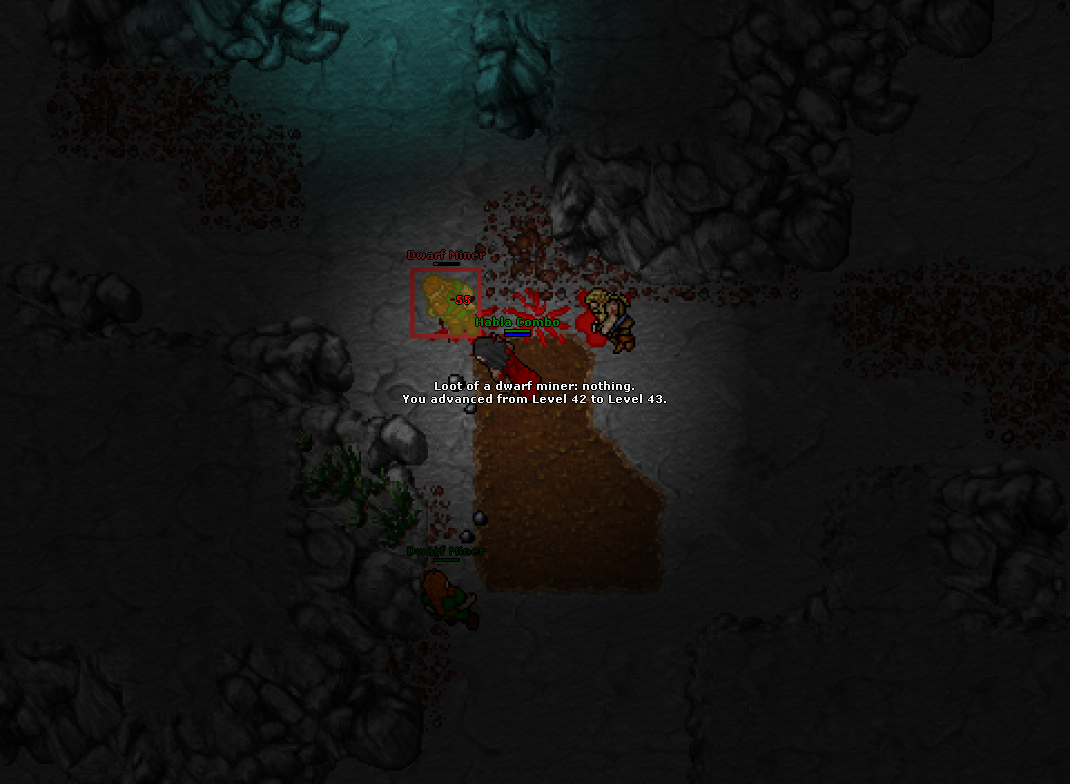 Dwarf Miner
-55
Habla Combo
Loot of a dwarf miner: nothing.
You advanced from Level 42 to Level 43.
Dwarf Miner